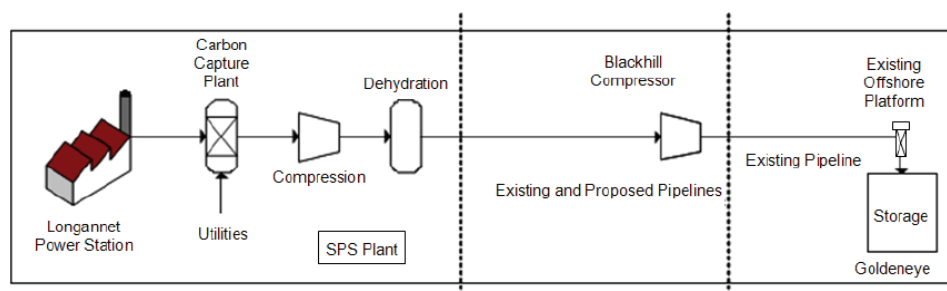 Carbon
Capture
Plant
Dehydration
Blackhill
Compressor
Existing
Offshore
Platform
Compression
Existing and Proposed Pipelines
Existing Pipeline
Longannet
Power Station
Utilities
SPS Plant
Storage
Goldeneye